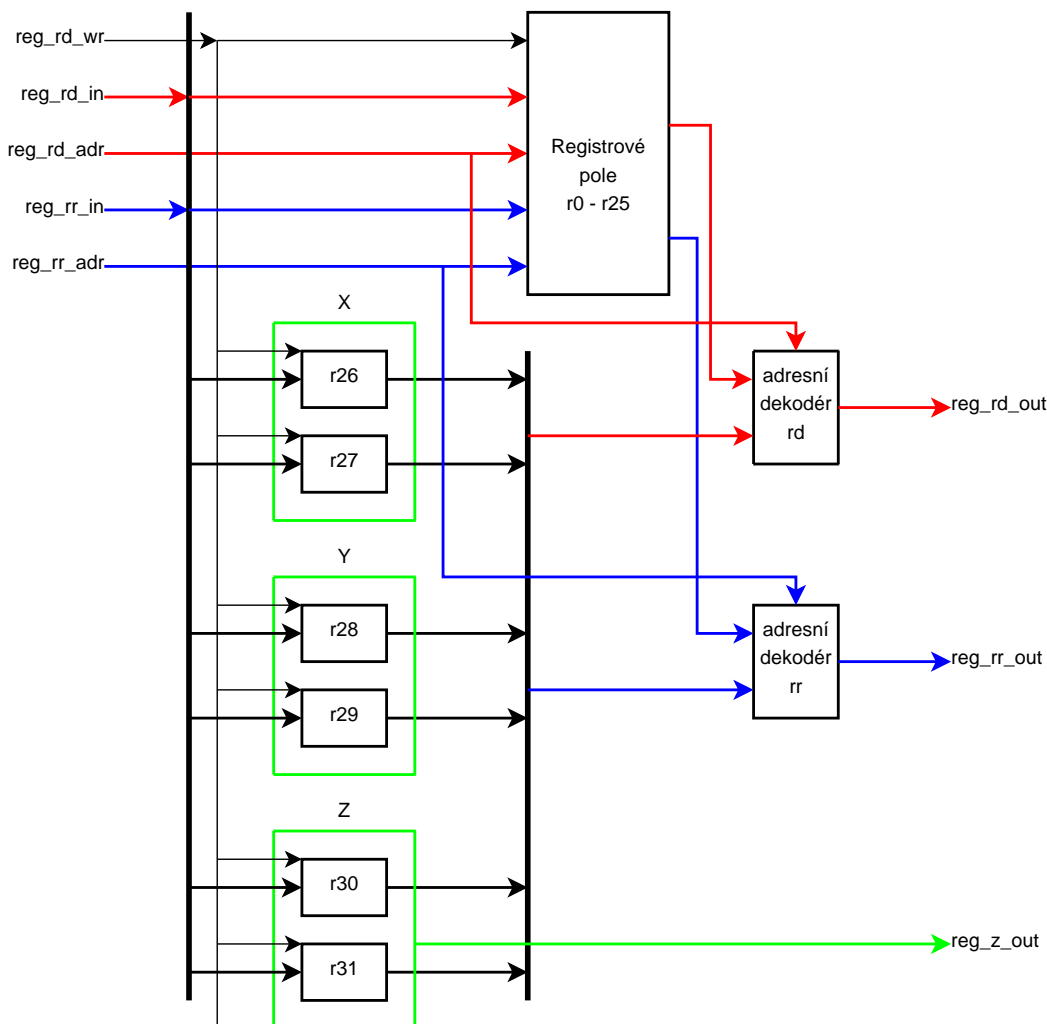 reg_rd_wr
reg_rd_in
reg_rd_adr
reg_rr_in
reg_rr_adr
Registrové
pole
r0 - r25
X
r26
r27
adresní
dekodér
rd
reg_rd_out
Y
r28
r29
adresní
dekodér
rr
reg_rr_out
Z
r30
r31
reg_z_out